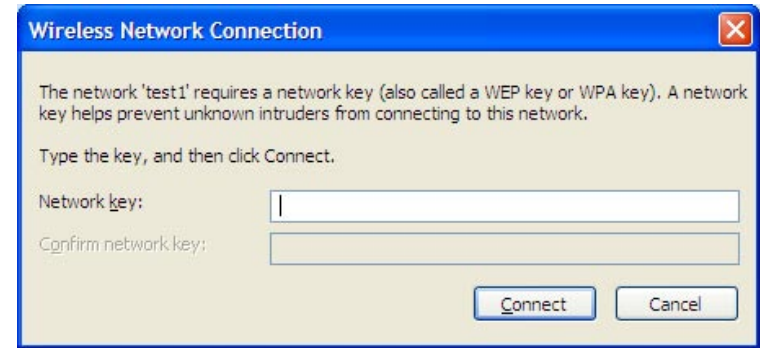 Wireless Network Connection
The network 'test1' requires a network key (also called a WEP key or WPA key). A network
key helps prevent unknown intruders from connecting to this network.
Type the key, and then click Connect.
Network key:
Confirm network key:
Connect Cancel